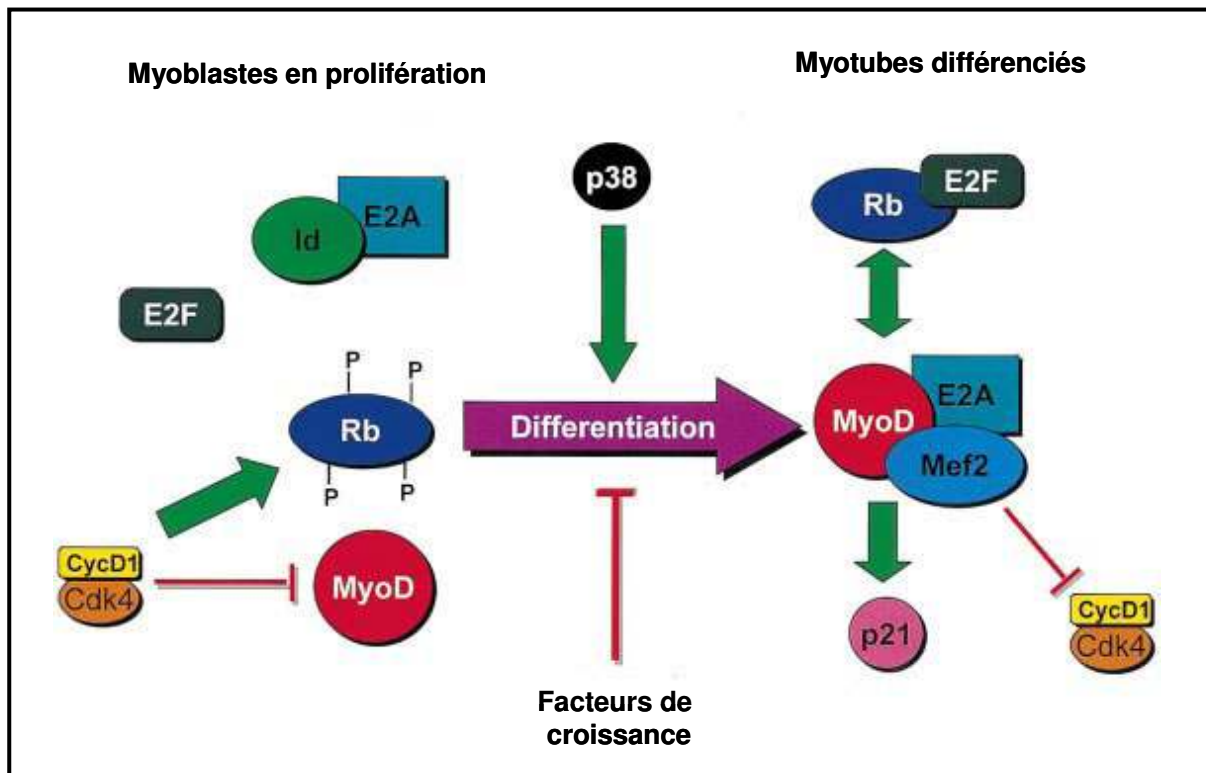 Myoblastes en prolifération
Myotubes différenciés
p38
E2F
Rb
E2A
Id
E2F
P
P
Rb
P
P
Differentiation
E2A
MyoD
Mef2
CycD1
Cdk4
MyoD
p21
CycD1
Cdk4
Facteurs de
croissance